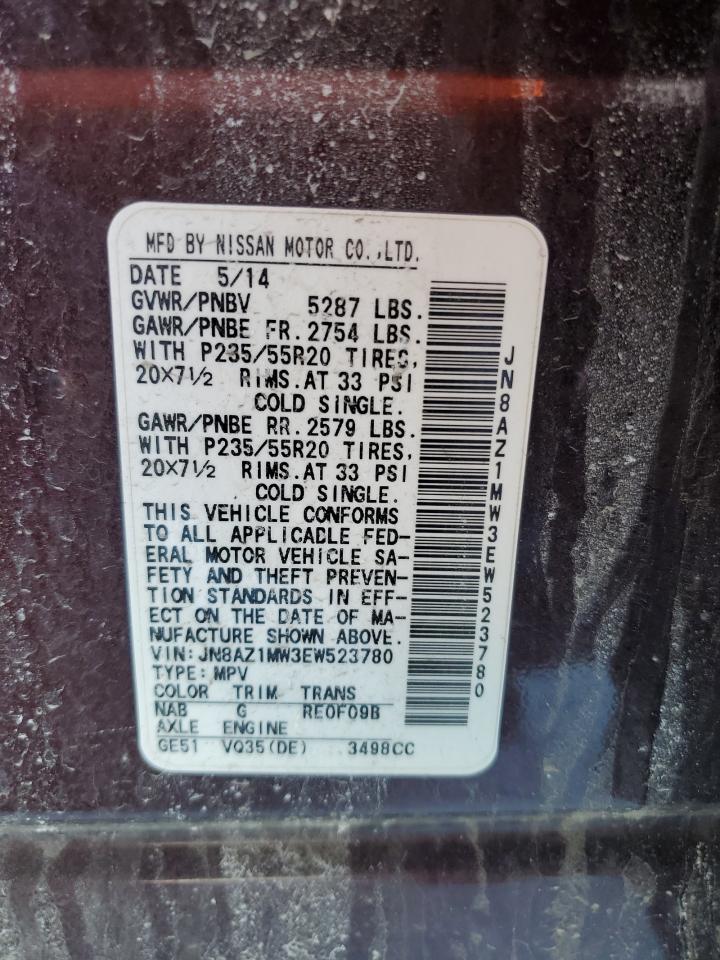 MFD BY NISSAN MOTOR CO.,LTD.
DATE 5/14
GVWR/PNBV 5287 LBS.
GAWR/PNBE FR.2754 LBS.
WITH P235/55R20 TIRES,
20X7½ RIMS.AT 33 PSI
COLD SINGLE.
GAWR/PNBE RR.2579 LBS.
WITH P235/55R20 TIRES,
20X7½ RIMS.AT 33 PSI
COLD SINGLE.
THIS VEHICLE CONFORMS
TO ALL APPLICABLE FED-
ERAL MOTOR VEHICLE SA-
FETY AND THEFT PREVEN-
TION STANDARDS IN EFF-
ECT ON THE DATE OF MA-
NUFACTURE SHOWN ABOVE.
VIN:JN8AZ1MW3EW523780
TYPE:MPV
COLOR TRIM TRANS
NAB G RE0F09B
AXLE ENGINE
GE51 VQ35(DE) 3498CC
JN8AZ1MW3EW523780